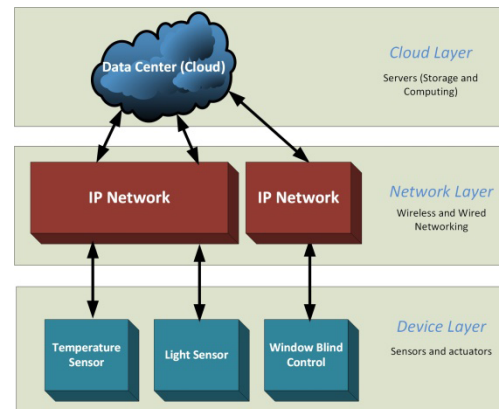 Data Center (Cloud)
Cloud Layer
Servers (Storage and
Computing)
IP Network
IP Network
Network Layer
Wireless and Wired
Networking
Temperature
Sensor
Light Sensor
Window Blind
Control
Device Layer
Sensors and actuators